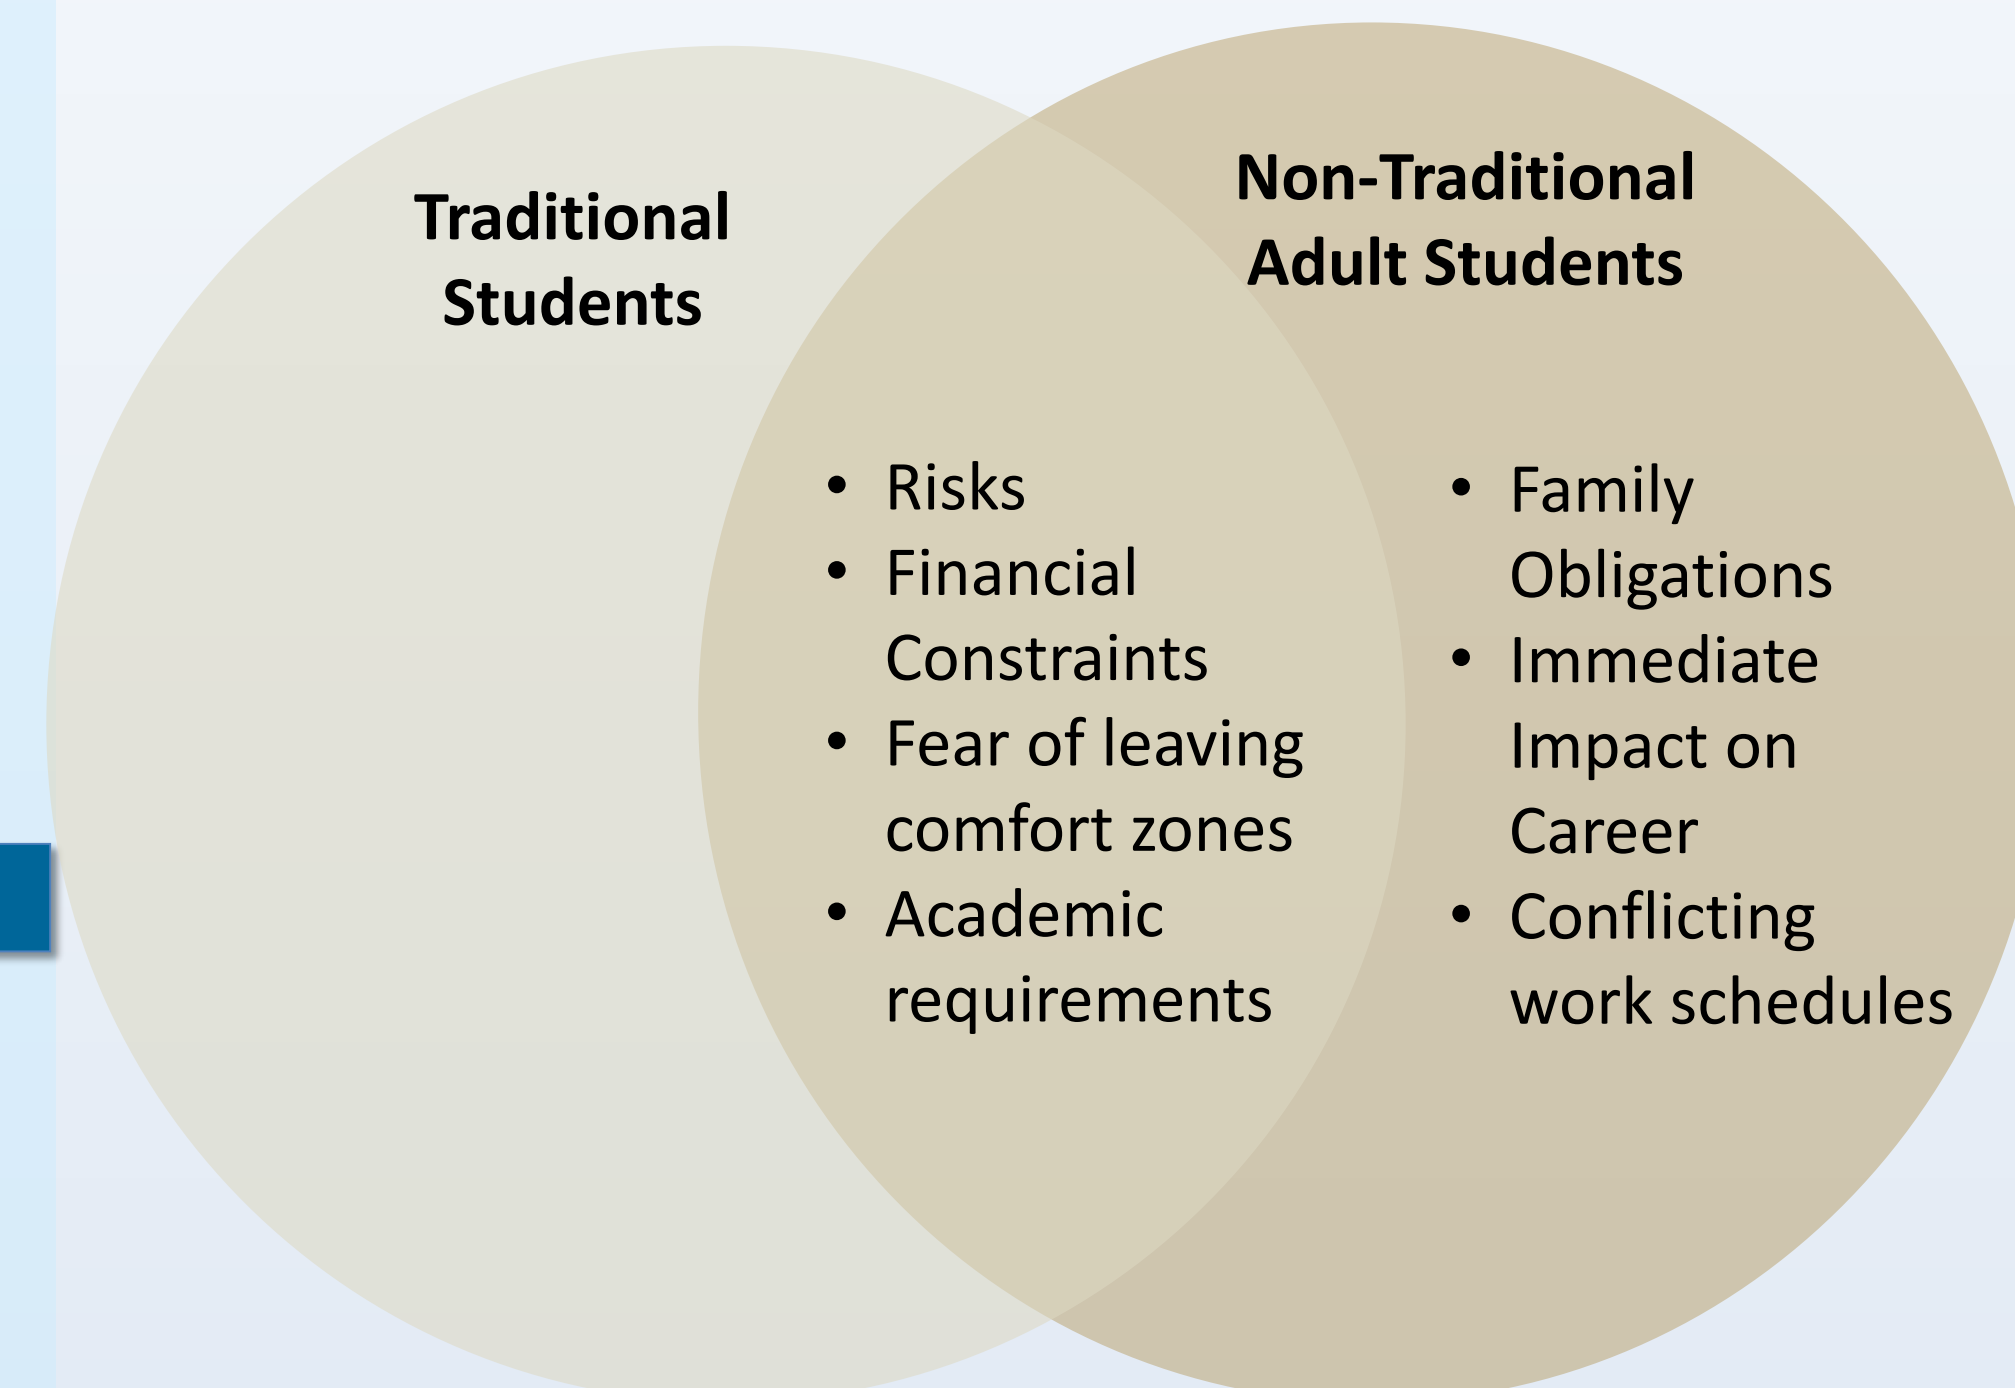 Traditional
Students
Non-Traditional
Adult Students
• Risks
• Financial
Constraints
• Fear of leaving
comfort zones
• Academic
requirements
• Family
Obligations
• Immediate
Impact on
Career
• Conflicting
work schedules